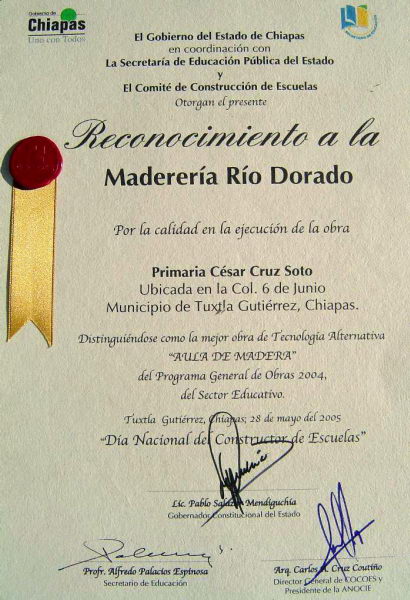 Gobierno de
Chiapas
Uno con Todos
El Gobierno del Estado de Chiapas
en coordinación con
La Secretaría de Educación Pública del Estado
y
El Comité de Construcción de Escuelas
Otorgan el presente
Reconocimiento a la
Maderería Río Dorado
Por la calidad en la ejecución de la obra
Primaria César Cruz Soto
Ubicada en la Col. 6 de Junio
Municipio de Tuxtla Gutiérrez, Chiapas.
Distinguiéndose como la mejor obra de Tecnología Alternativa
"AULA DE MADERA"
del Programa General de Obras 2004,
del Sector Educativo.
Tuxtla Gutiérrez, Chiapas; 28 de mayo del 2005
"Día Nacional del Constructor de Escuelas"
Lic. Pablo Salazar Mendiguchía
Gobernador Constitucional del Estado
Profr. Alfredo Palacios Espinosa
Secretario de Educación
Arq. Carlos A. Cruz Coutiño
Director General de COCOES y
Presidente de la ANOCIE